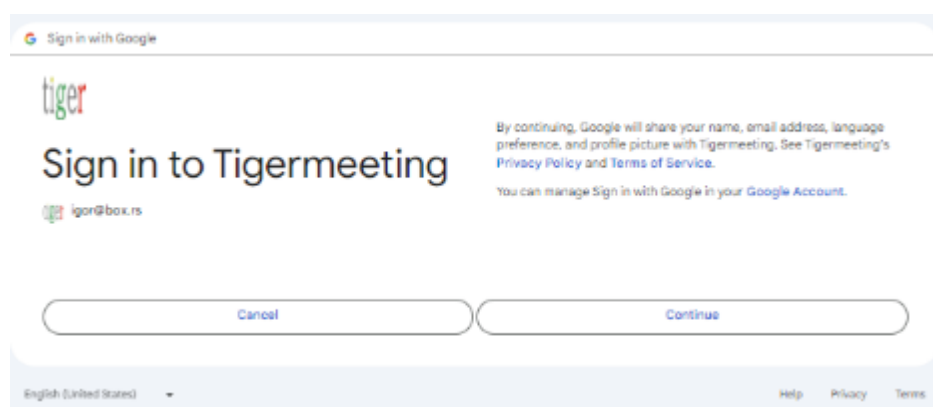 Sign in with Google
tiger
Sign in to Tigermeeting
tiger igor@box.rs
By continuing, Google will share your name, email address, language
preference, and profile picture with Tigermeeting. See Tigermeeting's
Privacy Policy and Terms of Service.
You can manage Sign in with Google in your Google Account.
Cancel
Continue
English (United States)
Help Privacy Terms